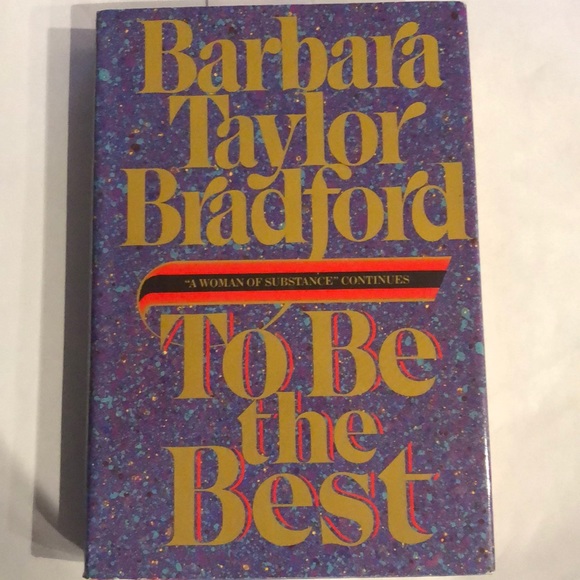 Barbara
Taylor
Bradford
"A WOMAN OF SUBSTANCE" CONTINUES
To Be
the
Best